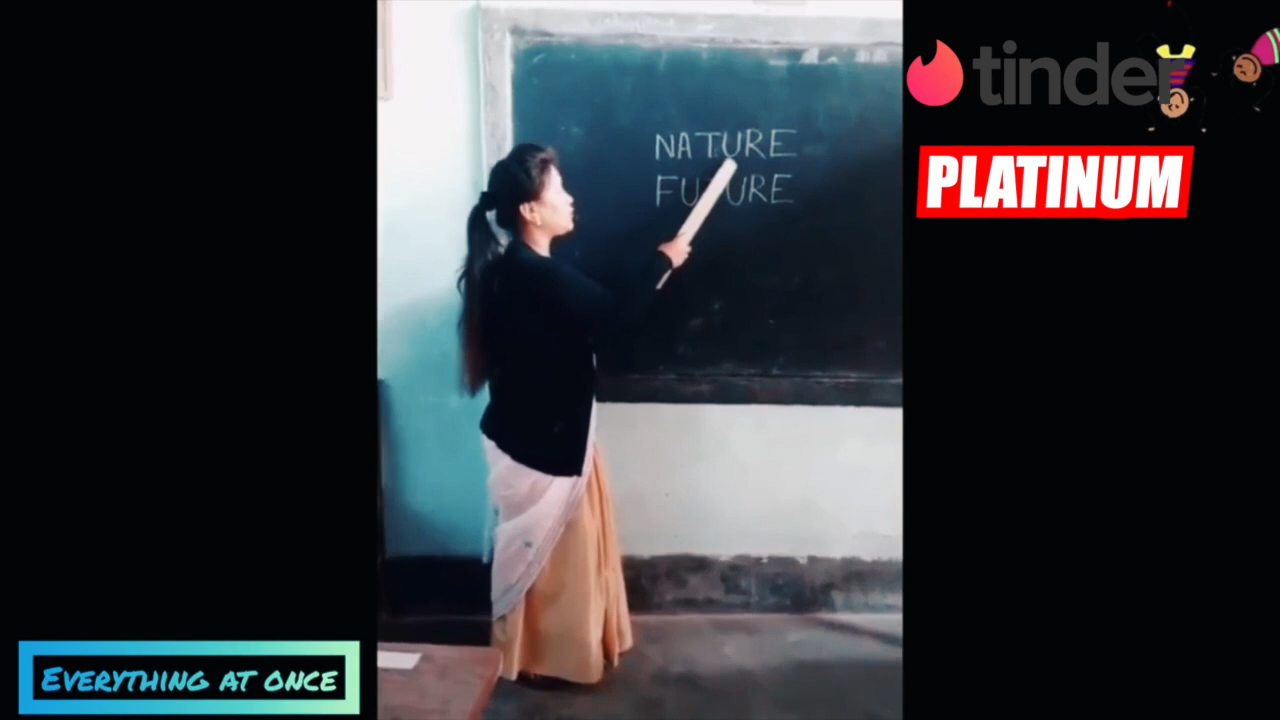 tinder
PLATINUM
NATURE
FUTURE
EVERYTHING AT ONCE